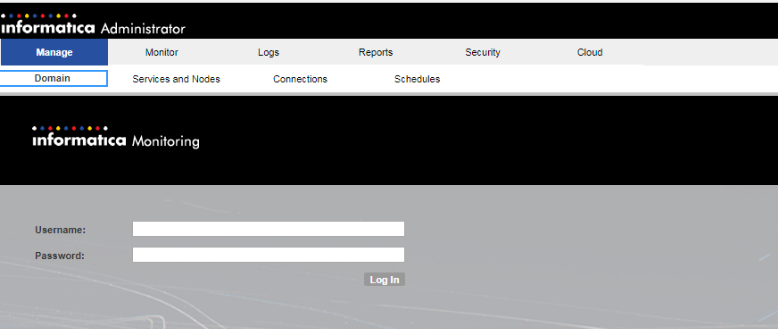 informatica Administrator
Manage Monitor Logs Reports Security Cloud
Domain Services and Nodes Connections Schedules
informatica Monitoring
Username:
Password:
Log In